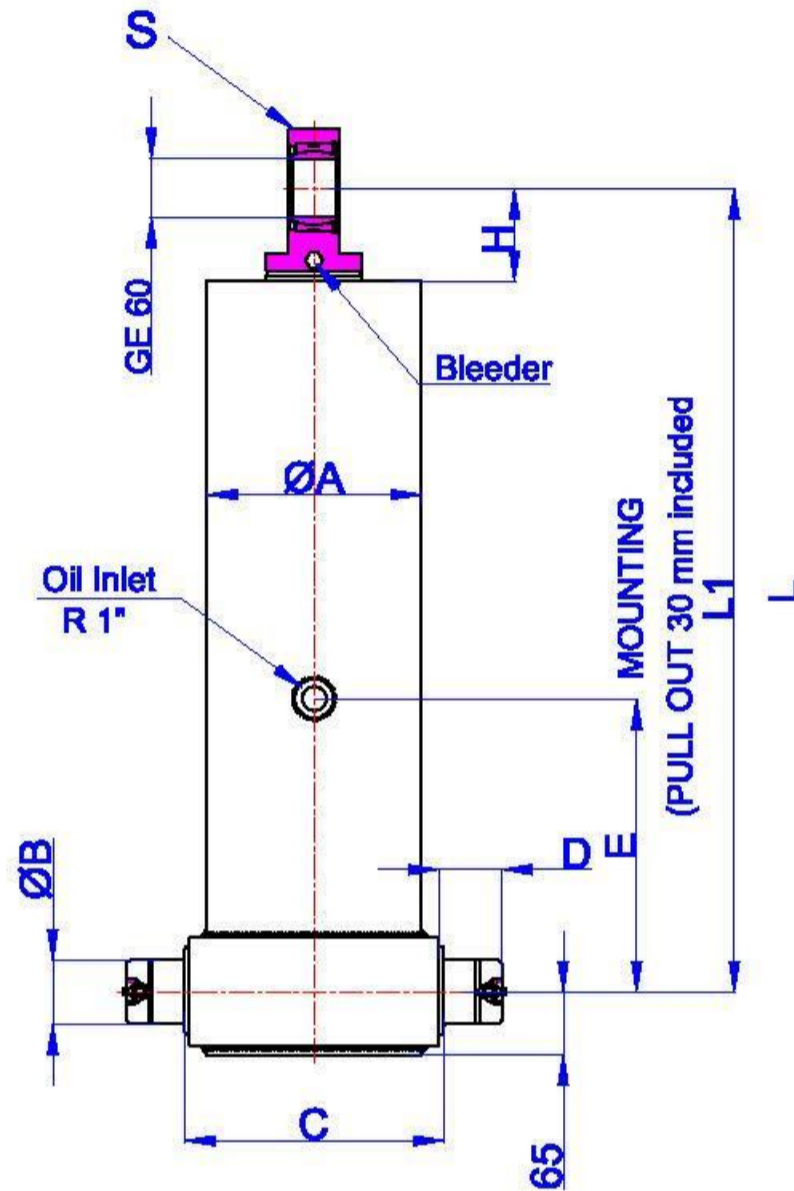 S
GE 60
H
Bleeder
ØA
Oil Inlet
R 1"
MOUNTING
(PULL OUT 30 mm included
L1
L
E
D
ØB
C
65